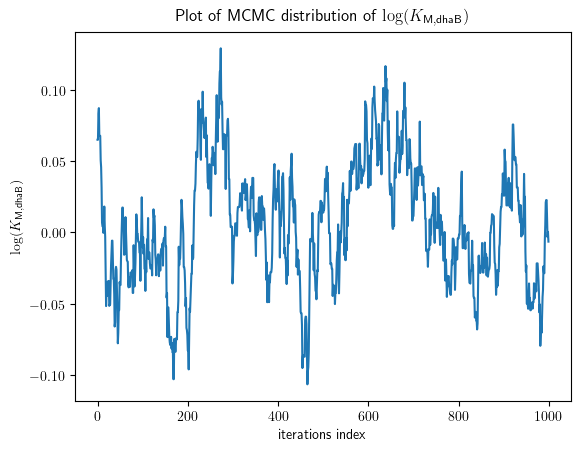 Plot of MCMC distribution of log(K_M,dhaB)
log(K_M,dhaB)
0.10
0.05
0.00
−0.05
−0.10
0 200 400 600 800 1000
iterations index